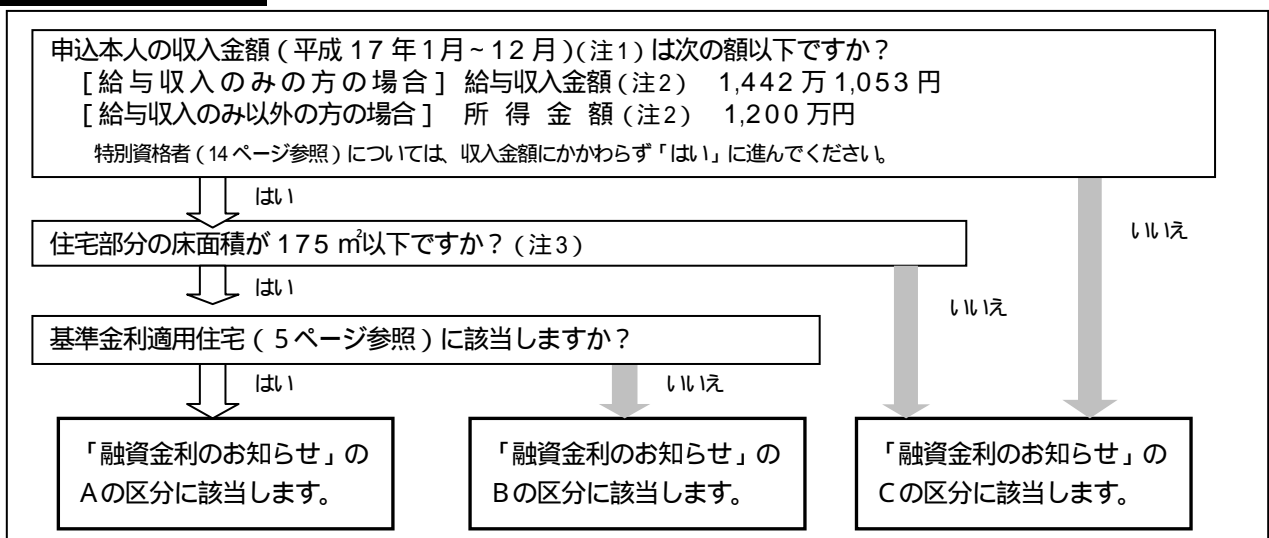 申込本人の収入金額（平成17年1月～12月）（注1）は次の額以下ですか？
［給与収入のみの方の場合］ 給与収入金額（注2） 1,442万1,053円
［給与収入のみ以外の方の場合］ 所 得 金 額（注2） 1,200万円
特別資格者（14ページ参照）については、収入金額にかかわらず「はい」に進んでください。
はい
いいえ
住宅部分の床面積が175㎡以下ですか？（注3）
はい
いいえ
基準金利適用住宅（5ページ参照）に該当しますか？
はい
いいえ
「融資金利のお知らせ」の
Aの区分に該当します。
「融資金利のお知らせ」の
Bの区分に該当します。
「融資金利のお知らせ」の
Cの区分に該当します。